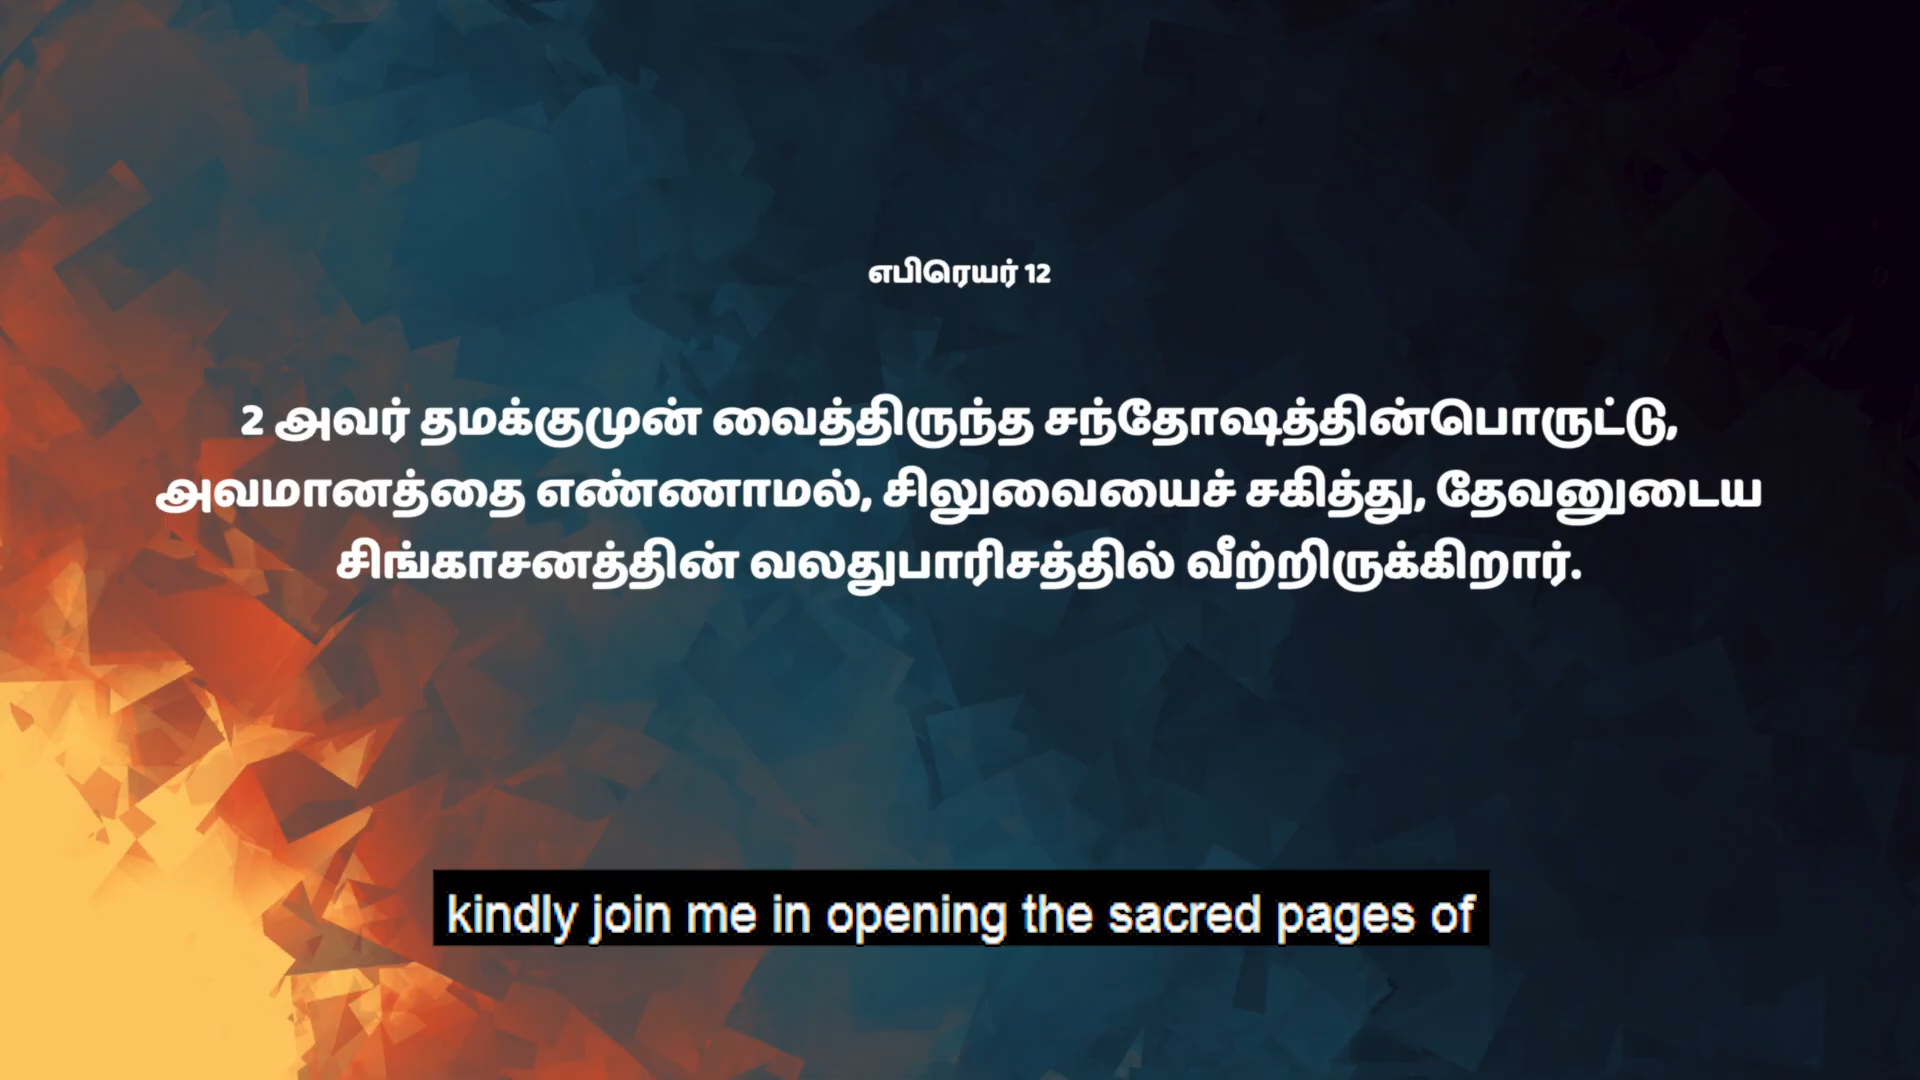 எபிரெயர் 12
2 அவர் தமக்குமுன் வைத்திருந்த சந்தோஷத்தின்பொருட்டு,
அவமானத்தை எண்ணாமல், சிலுவையைச் சகித்து, தேவனுடைய
சிங்காசனத்தின் வலதுபாரிசத்தில் வீற்றிருக்கிறார்.
kindly join me in opening the sacred pages of